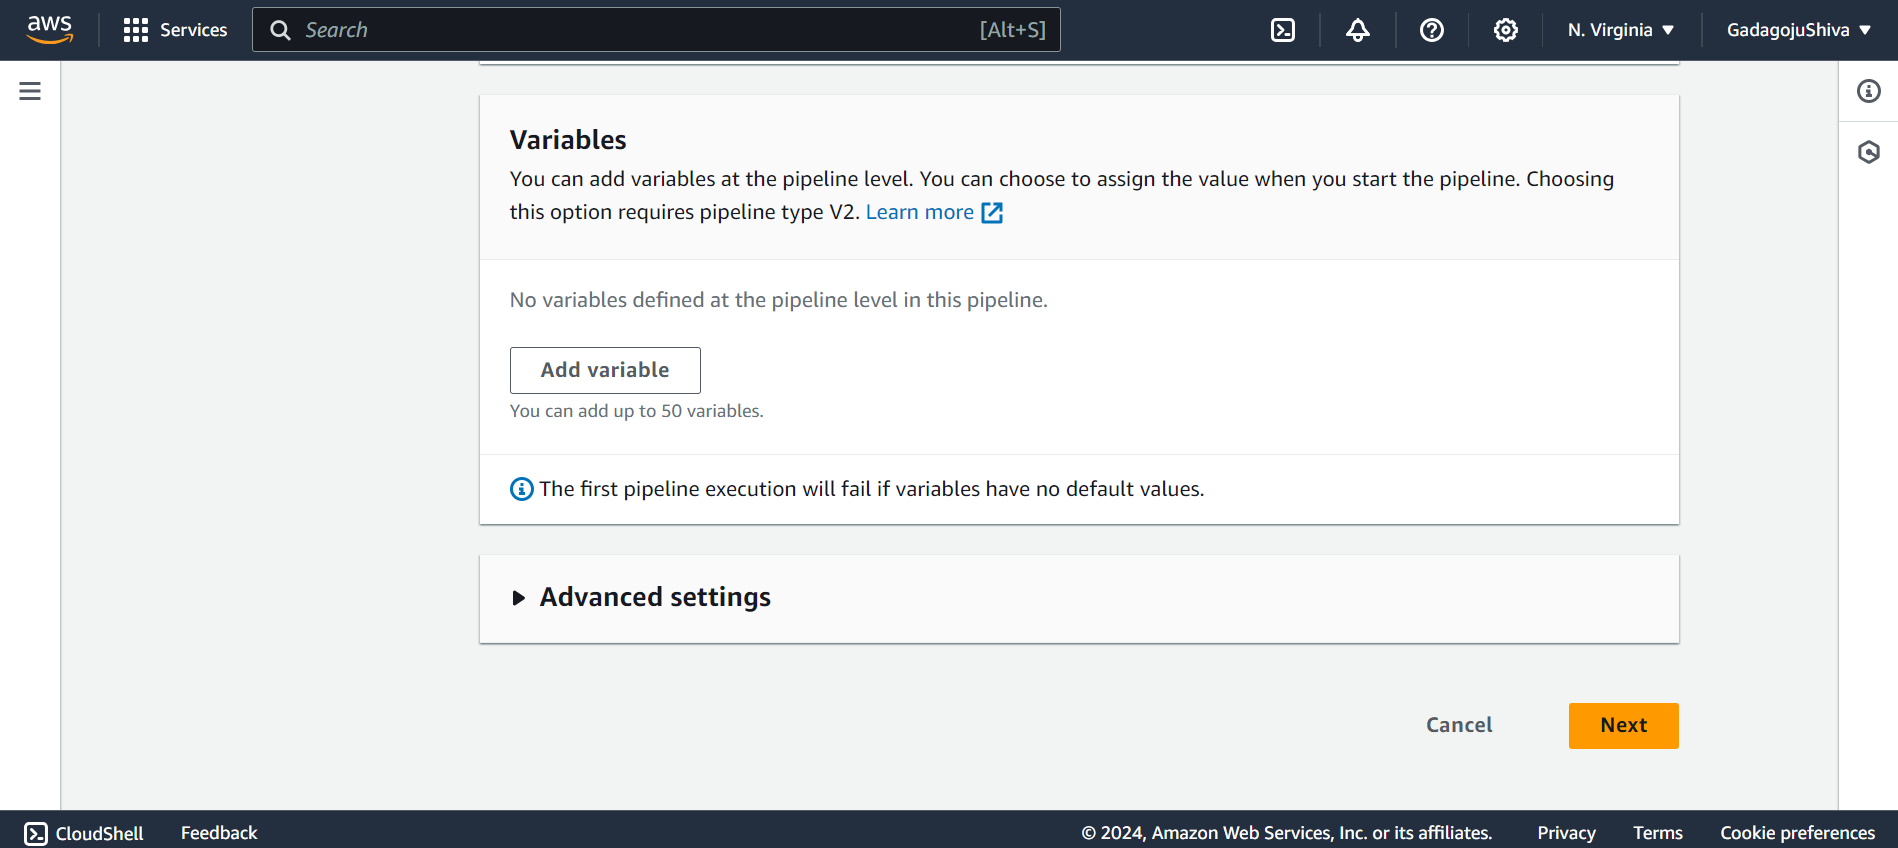 aws
Services
Search
[Alt+S]
N. Virginia
GadagojuShiva
Variables
You can add variables at the pipeline level. You can choose to assign the value when you start the pipeline. Choosing
this option requires pipeline type V2. Learn more
No variables defined at the pipeline level in this pipeline.
Add variable
You can add up to 50 variables.
The first pipeline execution will fail if variables have no default values.
Advanced settings
Cancel
Next
CloudShell
Feedback
© 2024, Amazon Web Services, Inc. or its affiliates.
Privacy
Terms
Cookie preferences